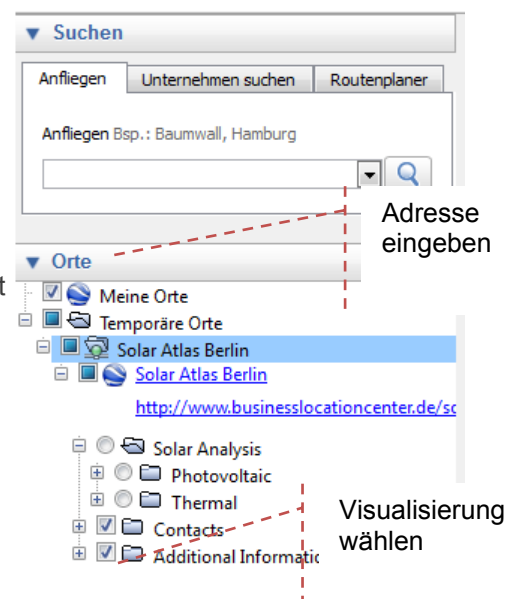 Suchen
Anfliegen Unternehmen suchen Routenplaner
Anfliegen Bsp.: Baumwall, Hamburg
Adresse
eingeben
Orte
t
Meine Orte
Temporäre Orte
Solar Atlas Berlin
Solar Atlas Berlin
http://www.businesslocationcenter.de/so
Solar Analysis
Photovoltaic
Thermal
Visualisierung
wählen
Contacts
Additional Informatio